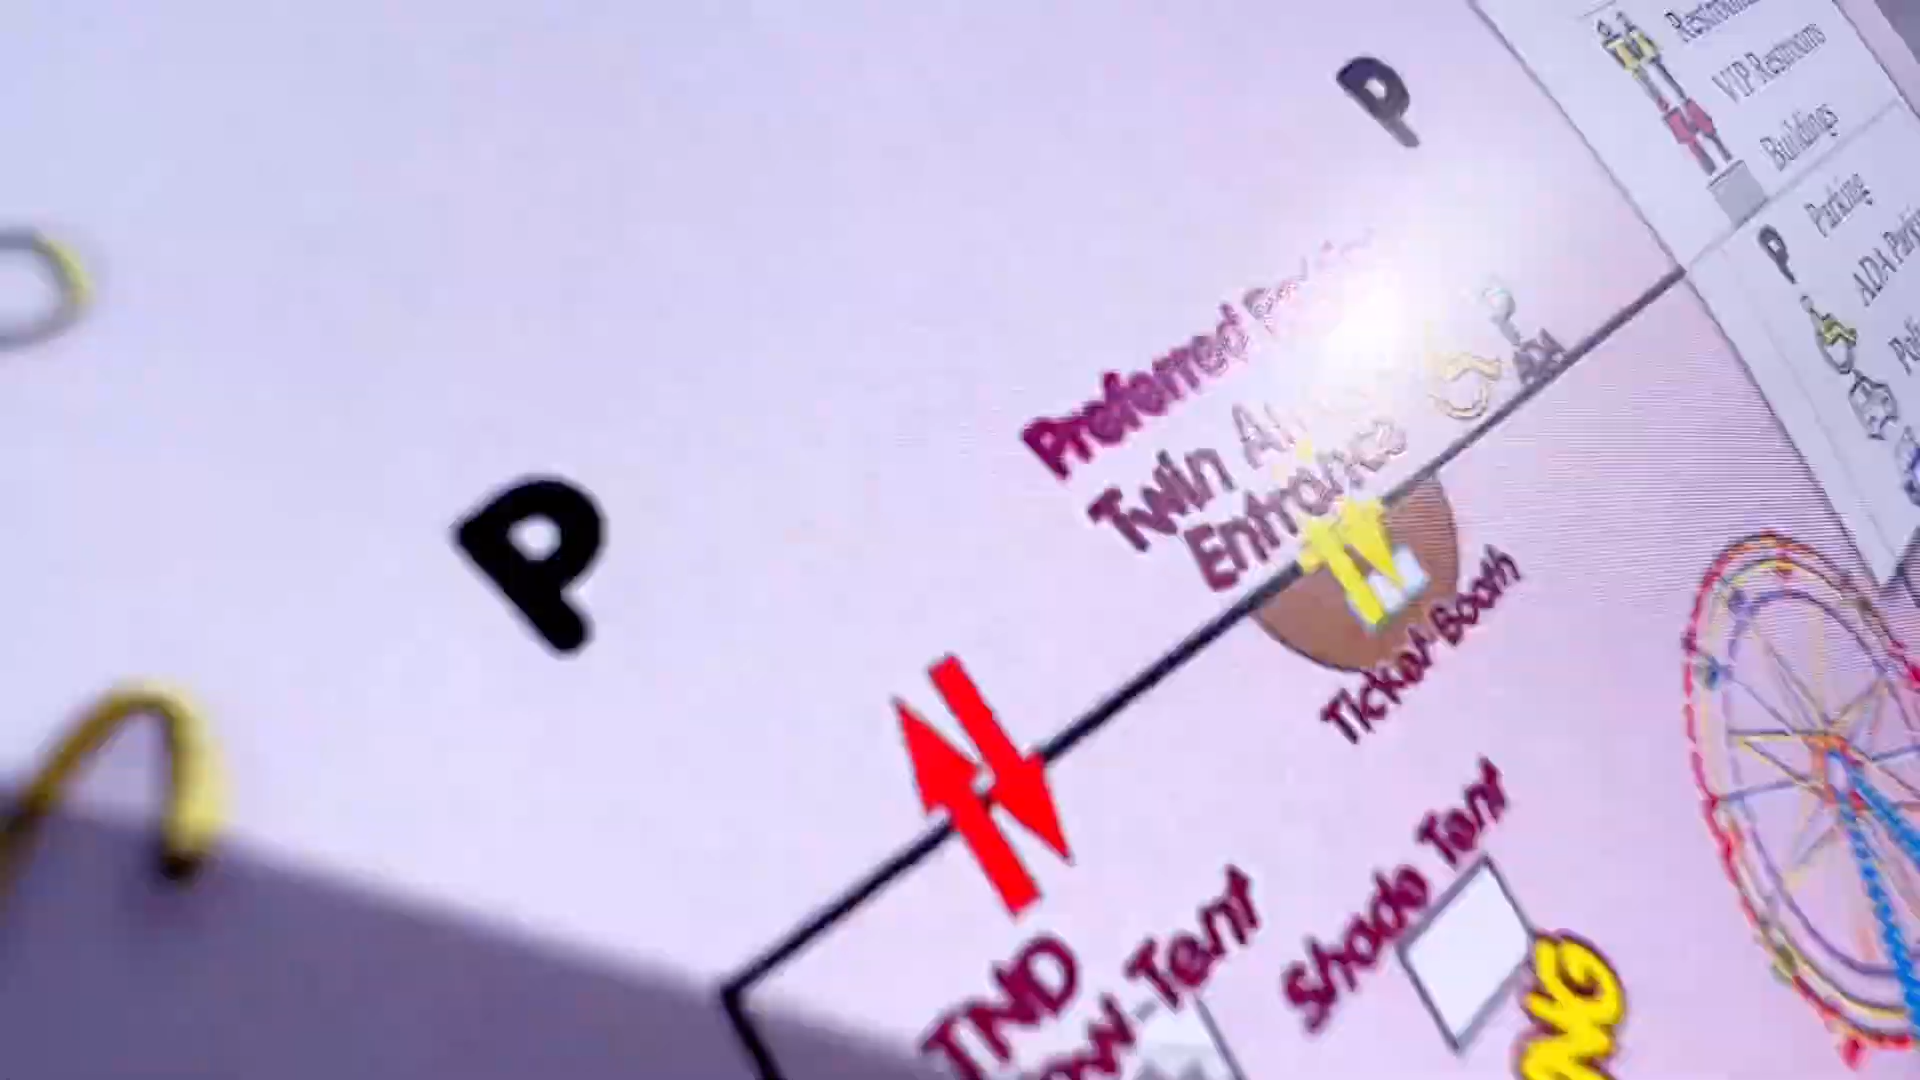 P
Restrooms
VIP Restrooms
Buildings
P Parking
ADA Parking
Preferred
Twin
Entrance
ADA
P
Ticket Booth
Shade Tent
TND
Tent